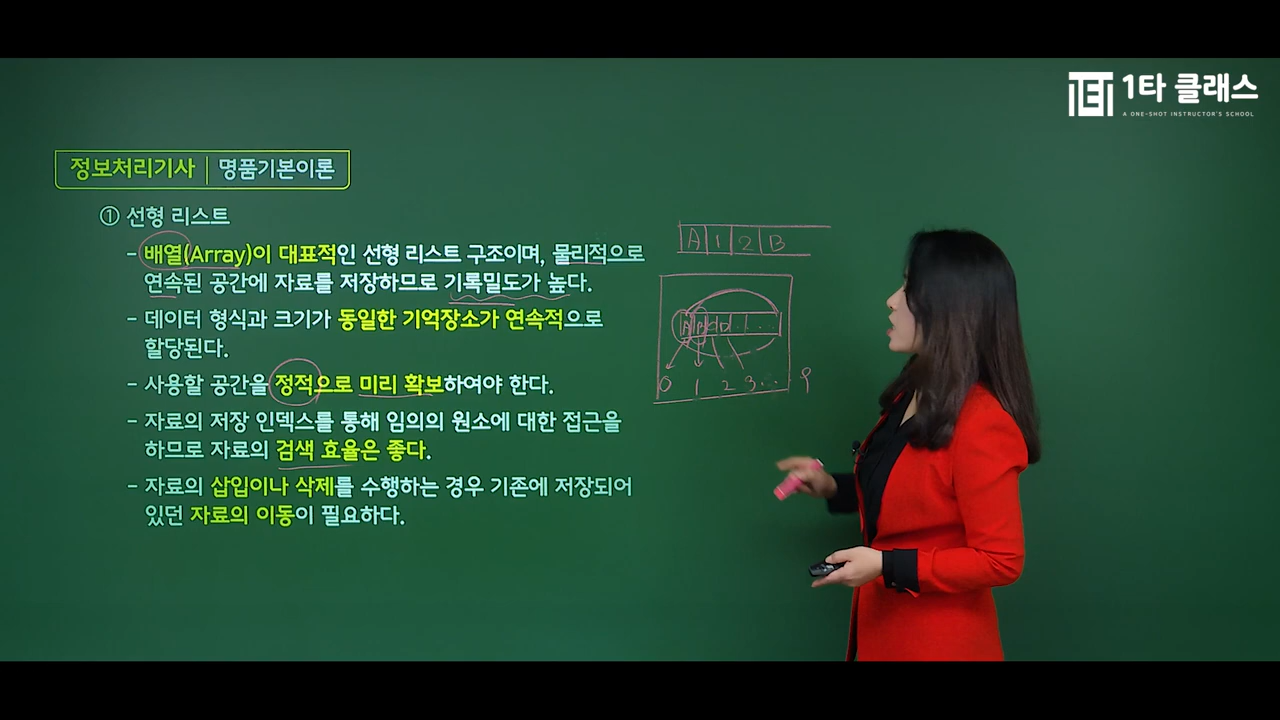 1타 클래스
A ONE-SHOT INSTRUCTOR'S SCHOOL
정보처리기사 | 명품기본이론
① 선형 리스트
- 배열(Array)이 대표적인 선형 리스트 구조이며, 물리적으로
연속된 공간에 자료를 저장하므로 기록밀도가 높다.
- 데이터 형식과 크기가 동일한 기억장소가 연속적으로
할당된다.
- 사용할 공간을 정적으로 미리 확보하여야 한다.
- 자료의 저장 인덱스를 통해 임의의 원소에 대한 접근을
하므로 자료의 검색 효율은 좋다.
- 자료의 삽입이나 삭제를 수행하는 경우 기존에 저장되어
있던 자료의 이동이 필요하다.
A 1 2 B
0 1 2 3 ... 9